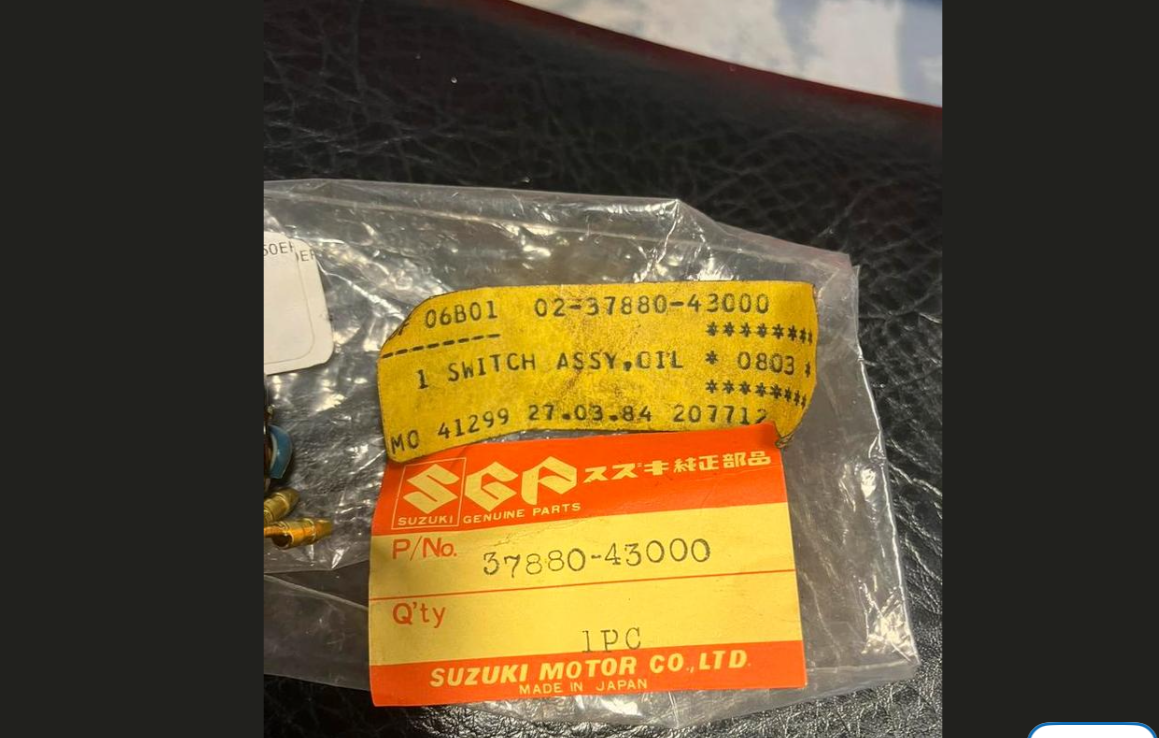 06B01 02-37880-43000
********
1 SWITCH ASSY,OIL * 0803 *
********
MO 41299 27.03.84 207712
SGP スズキ純正部品
SUZUKI GENUINE PARTS
P/No. 37880-43000
Q'ty 1PC
SUZUKI MOTOR CO.,LTD.
MADE IN JAPAN